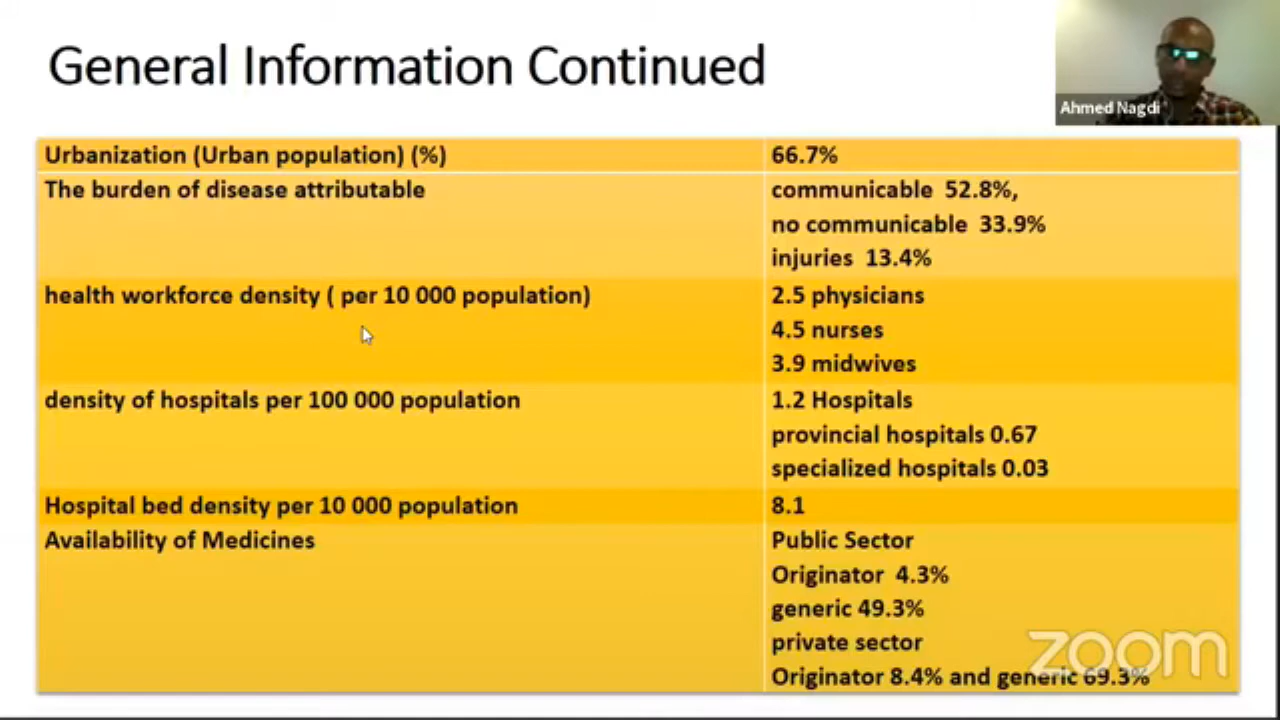 General Information Continued
Ahmed Nagdi
Urbanization (Urban population) (%) 66.7%
The burden of disease attributable communicable 52.8%,
no communicable 33.9%
injuries 13.4%
health workforce density ( per 10 000 population) 2.5 physicians
4.5 nurses
3.9 midwives
density of hospitals per 100 000 population 1.2 Hospitals
provincial hospitals 0.67
specialized hospitals 0.03
Hospital bed density per 10 000 population 8.1
Availability of Medicines Public Sector
Originator 4.3%
generic 49.3%
private sector
Originator 8.4% and generic 69.3%
zoom